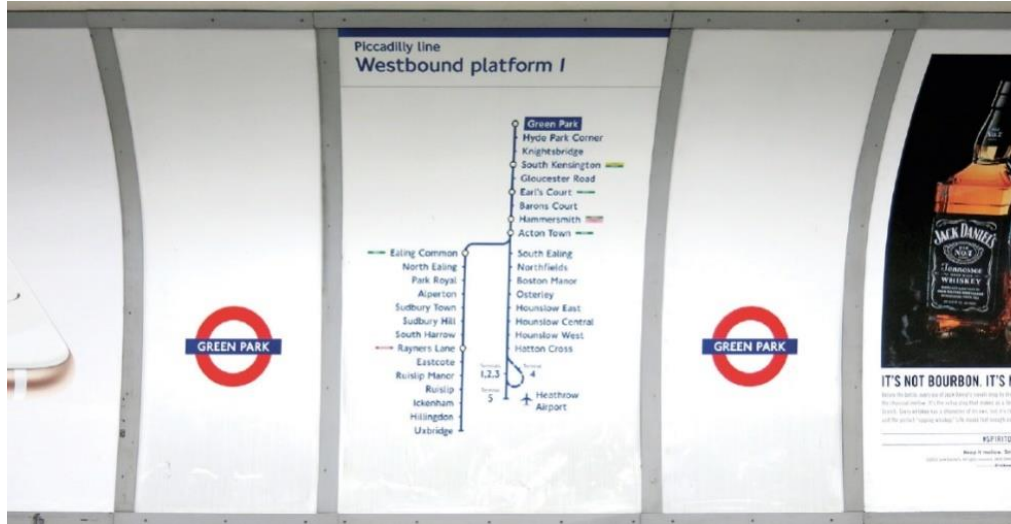 Piccadilly line
Westbound platform 1
Green Park
Hyde Park Corner
Knightsbridge
South Kensington
Gloucester Road
Earl's Court
Barons Court
Hammersmith
Acton Town
Ealing Common
North Ealing
Park Royal
Alperton
Sudbury Town
Sudbury Hill
South Harrow
Rayners Lane
Eastcote
Ruislip Manor
Ruislip
Ickenham
Hillingdon
Uxbridge
South Ealing
Northfields
Boston Manor
Osterley
Hounslow East
Hounslow Central
Hounslow West
Hatton Cross
Terminals
1,2,3
Terminal
4
Terminal
5
Heathrow
Airport
GREEN PARK
GREEN PARK
JACK DANIEL'S
Tennessee
WHISKEY
IT'S NOT BOURBON. IT'S